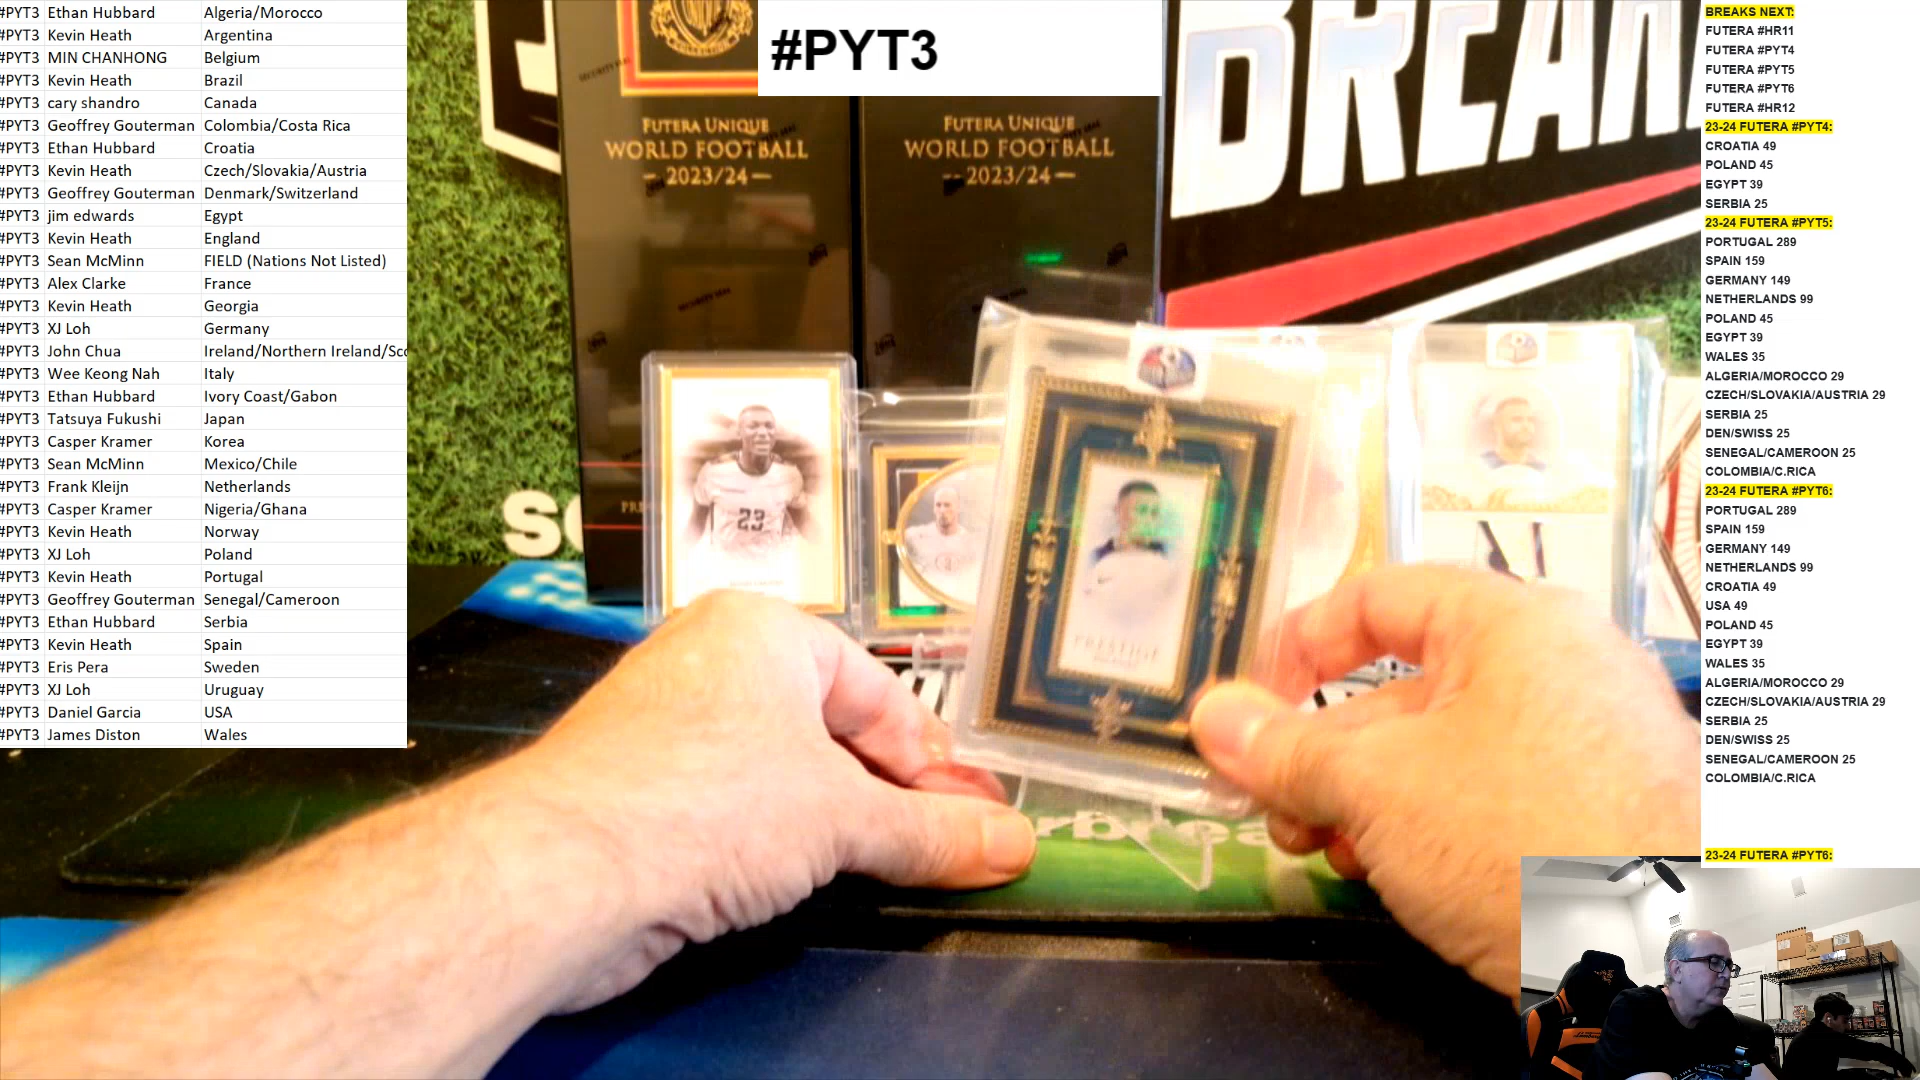 #PYT3 Ethan Hubbard Algeria/Morocco
#PYT3 Kevin Heath Argentina
#PYT3 MIN CHANHONG Belgium
#PYT3 Kevin Heath Brazil
#PYT3 cary shandro Canada
#PYT3 Geoffrey Gouterman Colombia/Costa Rica
#PYT3 Ethan Hubbard Croatia
#PYT3 Kevin Heath Czech/Slovakia/Austria
#PYT3 Geoffrey Gouterman Denmark/Switzerland
#PYT3 jim edwards Egypt
#PYT3 Kevin Heath England
#PYT3 Sean McMinn FIELD (Nations Not Listed)
#PYT3 Alex Clarke France
#PYT3 Kevin Heath Georgia
#PYT3 XJ Loh Germany
#PYT3 John Chua Ireland/Northern Ireland/Sco
#PYT3 Wee Keong Nah Italy
#PYT3 Ethan Hubbard Ivory Coast/Gabon
#PYT3 Tatsuya Fukushi Japan
#PYT3 Casper Kramer Korea
#PYT3 Sean McMinn Mexico/Chile
#PYT3 Frank Kleijn Netherlands
#PYT3 Casper Kramer Nigeria/Ghana
#PYT3 Kevin Heath Norway
#PYT3 XJ Loh Poland
#PYT3 Kevin Heath Portugal
#PYT3 Geoffrey Gouterman Senegal/Cameroon
#PYT3 Ethan Hubbard Serbia
#PYT3 Kevin Heath Spain
#PYT3 Eris Pera Sweden
#PYT3 XJ Loh Uruguay
#PYT3 Daniel Garcia USA
#PYT3 James Diston Wales
#PYT3
COLLECTION
FUTERA UNIQUE
WORLD FOOTBALL
2023/24
FUTERA UNIQUE
WORLD FOOTBALL
2023/24
BREAK
23
PRESTIGE
BREAKS NEXT:
FUTERA #HR11
FUTERA #PYT4
FUTERA #PYT5
FUTERA #PYT6
FUTERA #HR12
23-24 FUTERA #PYT4:
CROATIA 49
POLAND 45
EGYPT 39
SERBIA 25
23-24 FUTERA #PYT5:
PORTUGAL 289
SPAIN 159
GERMANY 149
NETHERLANDS 99
POLAND 45
EGYPT 39
WALES 35
ALGERIA/MOROCCO 29
CZECH/SLOVAKIA/AUSTRIA 29
SERBIA 25
DEN/SWISS 25
SENEGAL/CAMEROON 25
COLOMBIA/C.RICA
23-24 FUTERA #PYT6:
PORTUGAL 289
SPAIN 159
GERMANY 149
NETHERLANDS 99
CROATIA 49
USA 49
POLAND 45
EGYPT 39
WALES 35
ALGERIA/MOROCCO 29
CZECH/SLOVAKIA/AUSTRIA 29
SERBIA 25
DEN/SWISS 25
SENEGAL/CAMEROON 25
COLOMBIA/C.RICA
23-24 FUTERA #PYT6: